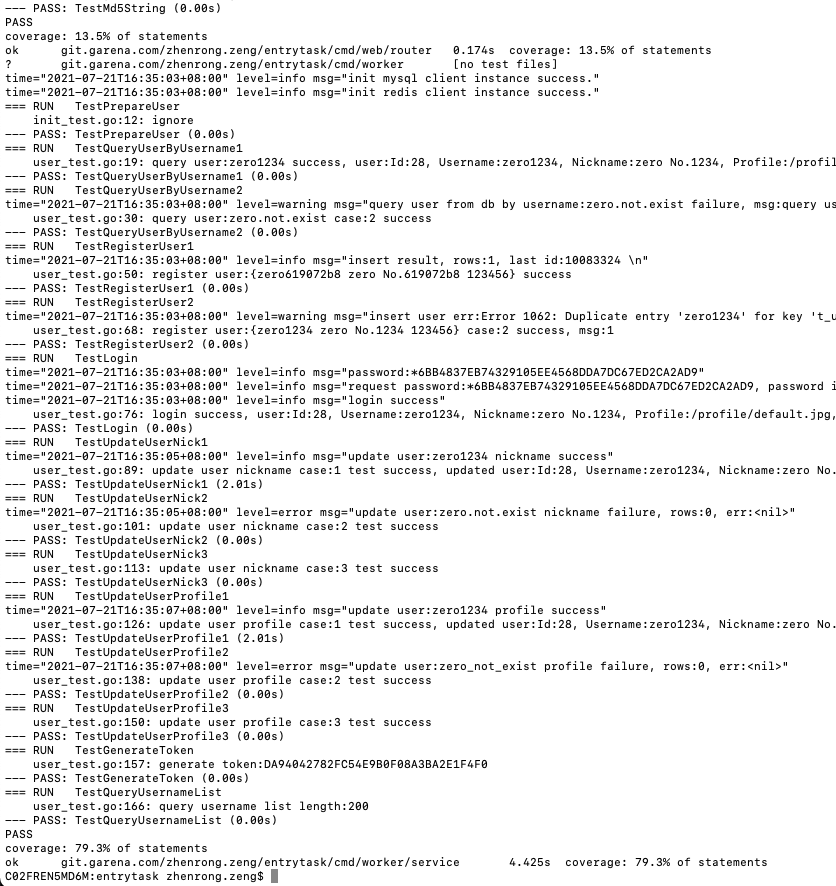 --- PASS: TestMd5String (0.00s)
PASS
coverage: 13.5% of statements
ok      git.garena.com/zhenrong.zeng/entrytask/cmd/web/router   0.174s  coverage: 13.5% of statements
?       git.garena.com/zhenrong.zeng/entrytask/cmd/worker       [no test files]
time="2021-07-21T16:35:03+08:00" level=info msg="init mysql client instance success."
time="2021-07-21T16:35:03+08:00" level=info msg="init redis client instance success."
=== RUN   TestPrepareUser
    init_test.go:12: ignore
--- PASS: TestPrepareUser (0.00s)
=== RUN   TestQueryUserByUsername1
    user_test.go:19: query user:zero1234 success, user:Id:28, Username:zero1234, Nickname:zero No.1234, Profile:/profil
--- PASS: TestQueryUserByUsername1 (0.00s)
=== RUN   TestQueryUserByUsername2
time="2021-07-21T16:35:03+08:00" level=warning msg="query user from db by username:zero.not.exist failure, msg:query us
    user_test.go:30: query user:zero.not.exist case:2 success
--- PASS: TestQueryUserByUsername2 (0.00s)
=== RUN   TestRegisterUser1
time="2021-07-21T16:35:03+08:00" level=info msg="insert result, rows:1, last id:10083324 \n"
    user_test.go:50: register user:{zero619072b8 zero No.619072b8 123456} success
--- PASS: TestRegisterUser1 (0.00s)
=== RUN   TestRegisterUser2
time="2021-07-21T16:35:03+08:00" level=warning msg="insert user err:Error 1062: Duplicate entry 'zero1234' for key 't_u
    user_test.go:68: register user:{zero1234 zero No.1234 123456} case:2 success, msg:1
--- PASS: TestRegisterUser2 (0.00s)
=== RUN   TestLogin
time="2021-07-21T16:35:03+08:00" level=info msg="password:*6BB4837EB74329105EE4568DDA7DC67ED2CA2AD9"
time="2021-07-21T16:35:03+08:00" level=info msg="request password:*6BB4837EB74329105EE4568DDA7DC67ED2CA2AD9, password i
time="2021-07-21T16:35:03+08:00" level=info msg="login success"
    user_test.go:76: login success, user:Id:28, Username:zero1234, Nickname:zero No.1234, Profile:/profile/default.jpg,
--- PASS: TestLogin (0.00s)
=== RUN   TestUpdateUserNick1
time="2021-07-21T16:35:05+08:00" level=info msg="update user:zero1234 nickname success"
    user_test.go:89: update user nickname case:1 test success, updated user:Id:28, Username:zero1234, Nickname:zero No.
--- PASS: TestUpdateUserNick1 (2.01s)
=== RUN   TestUpdateUserNick2
time="2021-07-21T16:35:05+08:00" level=error msg="update user:zero.not.exist nickname failure, rows:0, err:<nil>"
    user_test.go:101: update user nickname case:2 test success
--- PASS: TestUpdateUserNick2 (0.00s)
=== RUN   TestUpdateUserNick3
    user_test.go:113: update user nickname case:3 test success
--- PASS: TestUpdateUserNick3 (0.00s)
=== RUN   TestUpdateUserProfile1
time="2021-07-21T16:35:07+08:00" level=info msg="update user:zero1234 profile success"
    user_test.go:126: update user profile case:1 test success, updated user:Id:28, Username:zero1234, Nickname:zero No.
--- PASS: TestUpdateUserProfile1 (2.01s)
=== RUN   TestUpdateUserProfile2
time="2021-07-21T16:35:07+08:00" level=error msg="update user:zero_not_exist profile failure, rows:0, err:<nil>"
    user_test.go:138: update user profile case:2 test success
--- PASS: TestUpdateUserProfile2 (0.00s)
=== RUN   TestUpdateUserProfile3
    user_test.go:150: update user profile case:3 test success
--- PASS: TestUpdateUserProfile3 (0.00s)
=== RUN   TestGenerateToken
    user_test.go:157: generate token:DA94042782FC54E9B0F08A3BA2E1F4F0
--- PASS: TestGenerateToken (0.00s)
=== RUN   TestQueryUsernameList
    user_test.go:166: query username list length:200
--- PASS: TestQueryUsernameList (0.00s)
PASS
coverage: 79.3% of statements
ok      git.garena.com/zhenrong.zeng/entrytask/cmd/worker/service       4.425s  coverage: 79.3% of statements
C02FREN5MD6M:entrytask zhenrong.zeng$